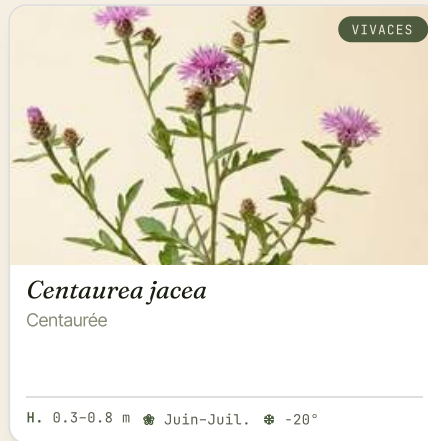 VIVACES
Centaurea jacea
Centaurée
H. 0.3–0.8 m ❀ Juin–Juil. ❄ -20°